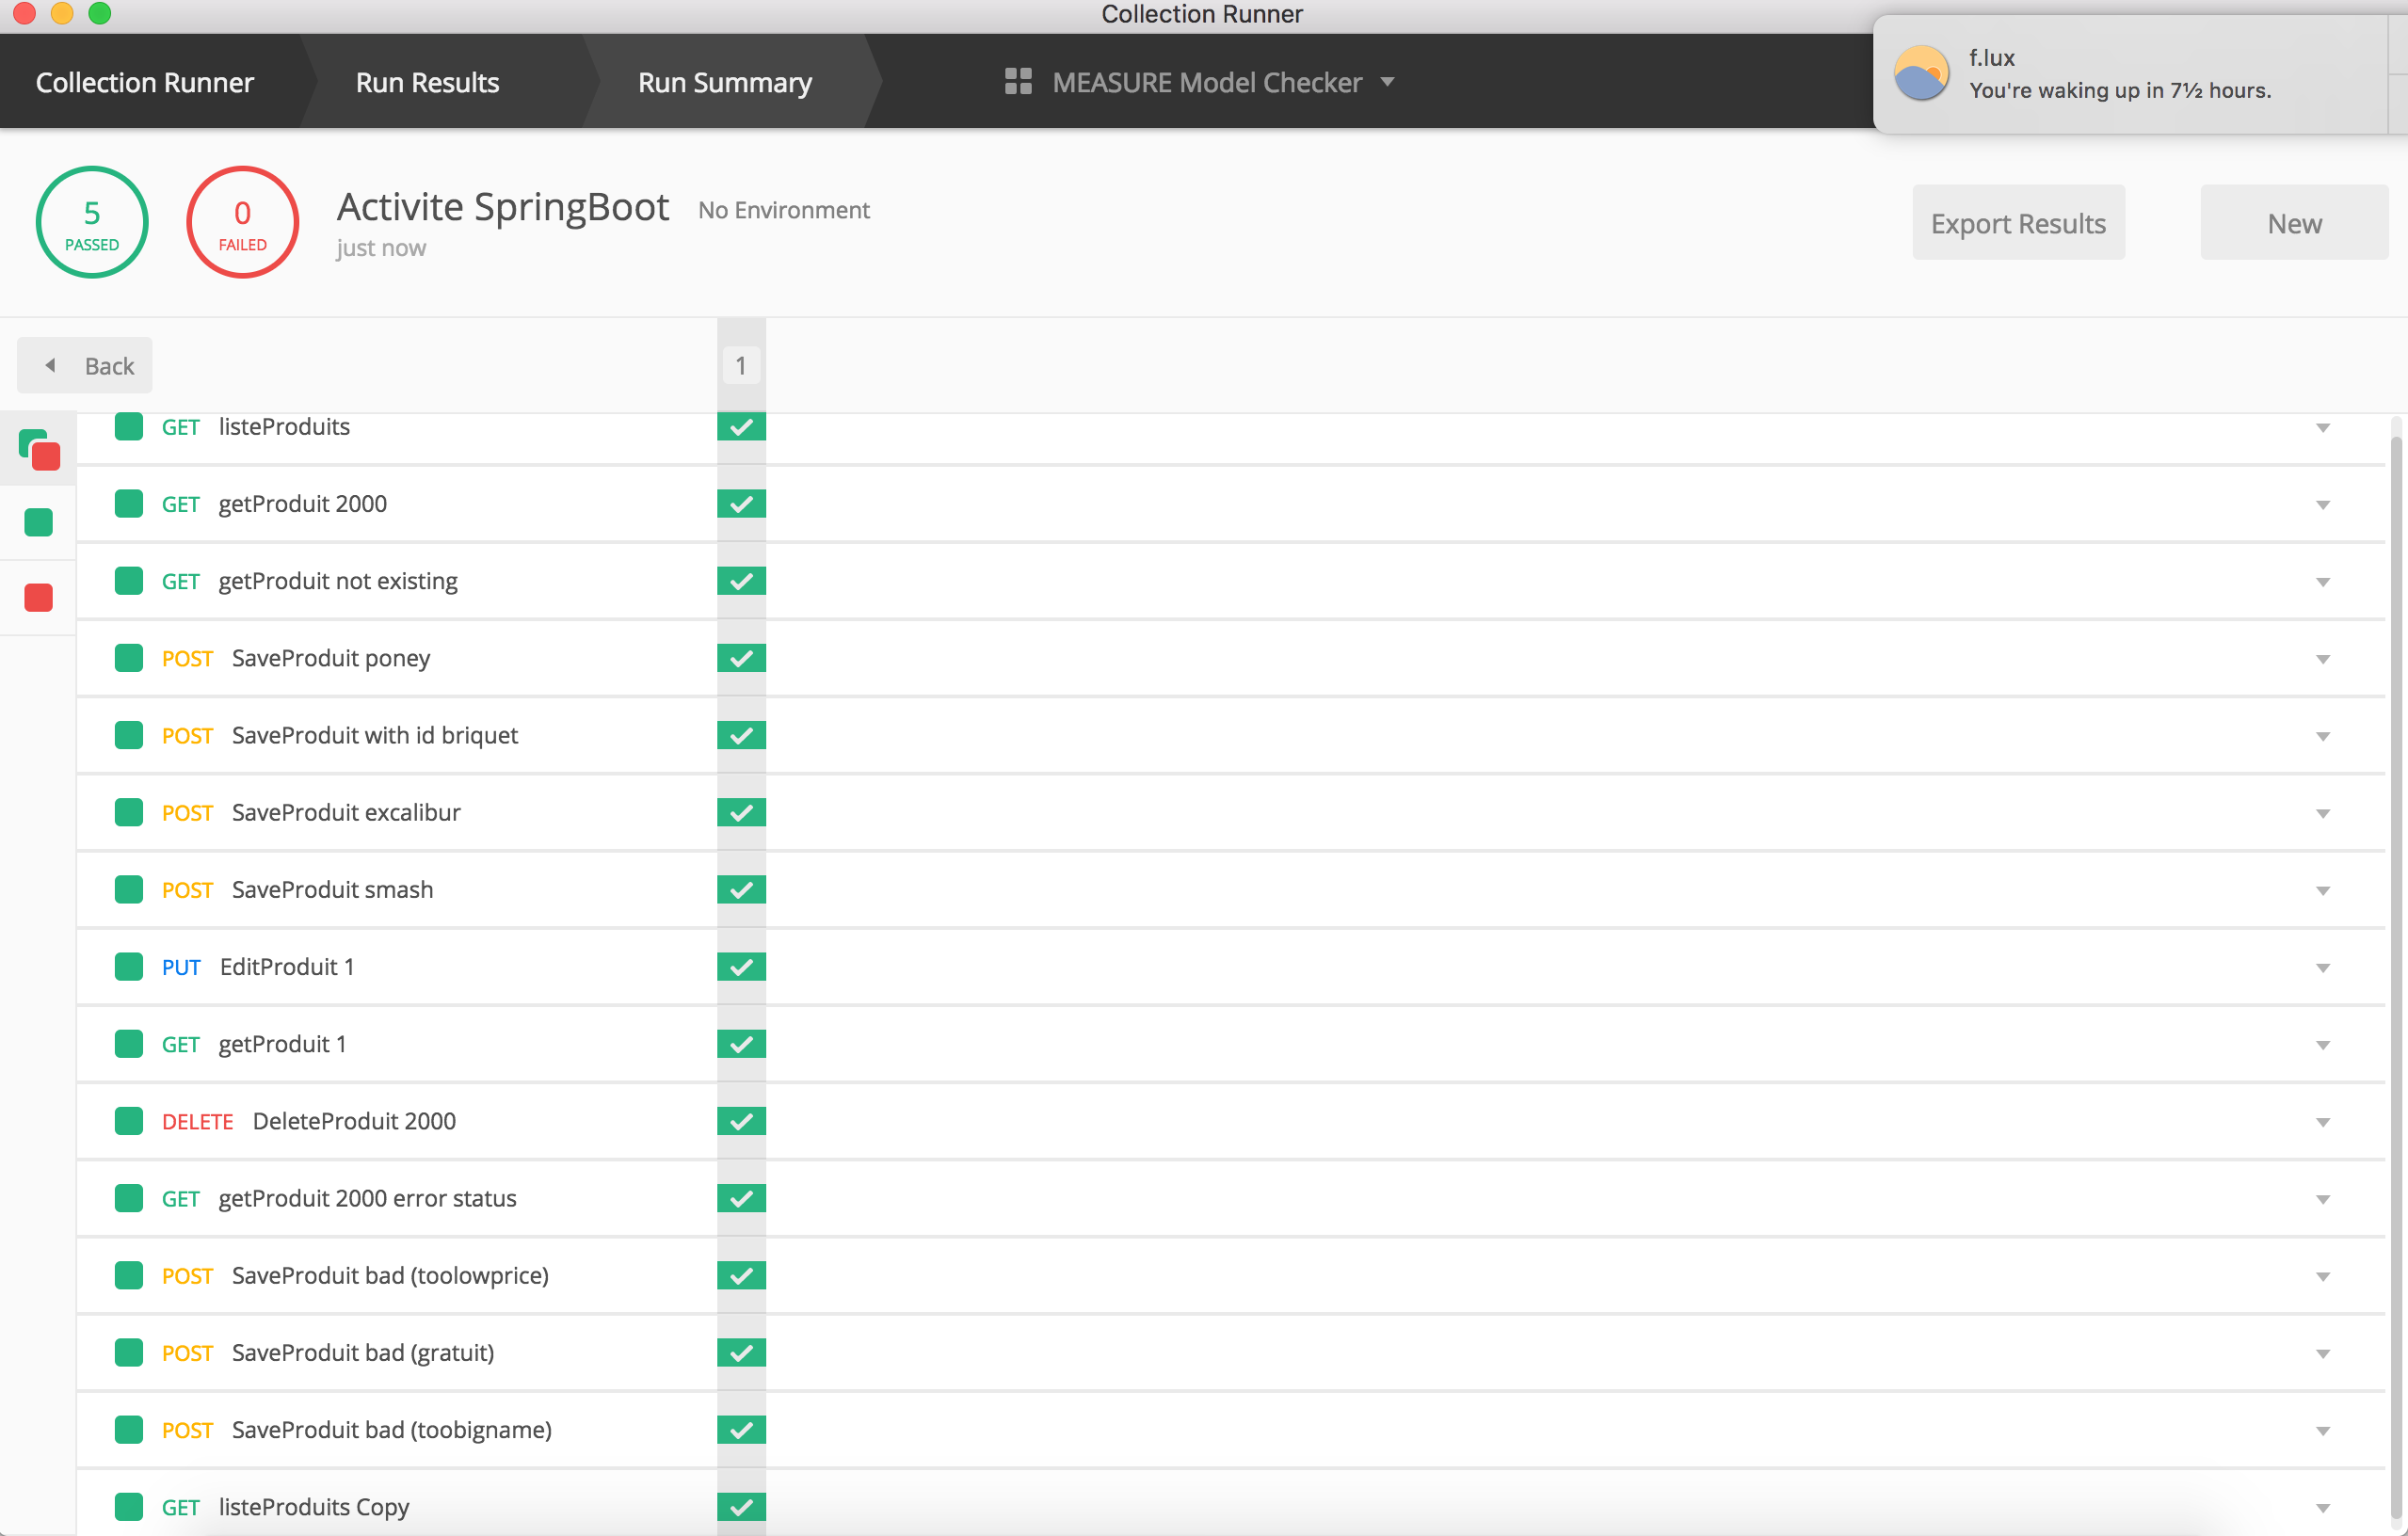 Collection Runner
Collection Runner
Run Results
Run Summary
MEASURE Model Checker
f.lux
You're waking up in 7½ hours.
5
PASSED
0
FAILED
Activite SpringBoot
No Environment
just now
Export Results
New
Back
1
GET listeProduits
GET getProduit 2000
GET getProduit not existing
POST SaveProduit poney
POST SaveProduit with id briquet
POST SaveProduit excalibur
POST SaveProduit smash
PUT EditProduit 1
GET getProduit 1
DELETE DeleteProduit 2000
GET getProduit 2000 error status
POST SaveProduit bad (toolowprice)
POST SaveProduit bad (gratuit)
POST SaveProduit bad (toobigname)
GET listeProduits Copy